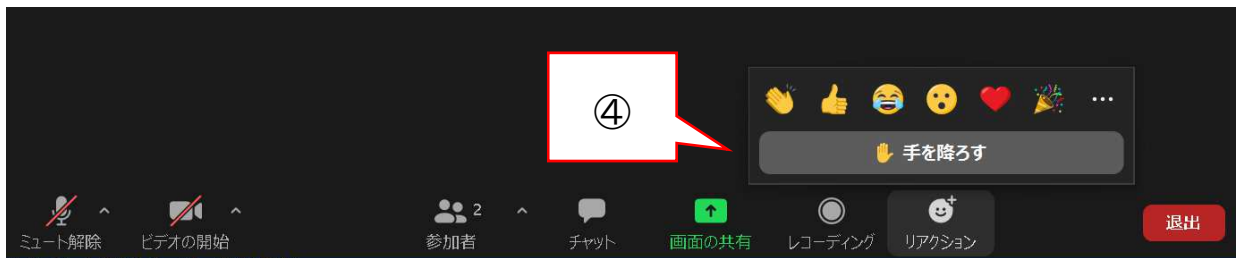 ④
手を降ろす
2
ミュート解除
ビデオの開始
参加者
チャット
画面の共有
レコーディング
リアクション
退出